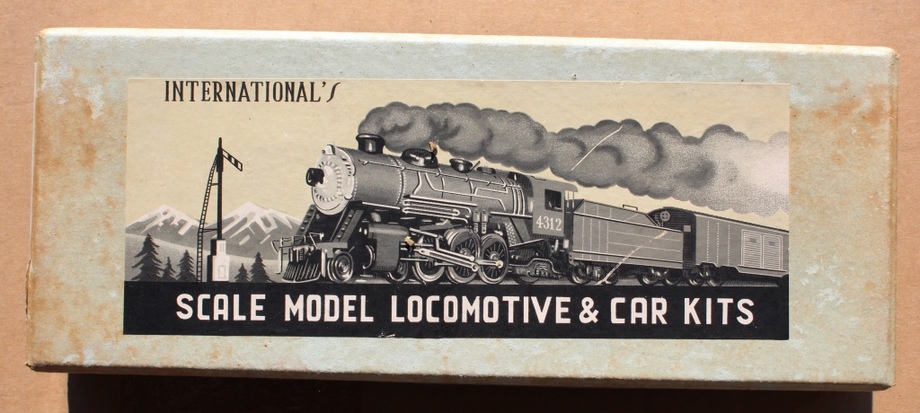 INTERNATIONAL'S
4312
SCALE MODEL LOCOMOTIVE & CAR KITS